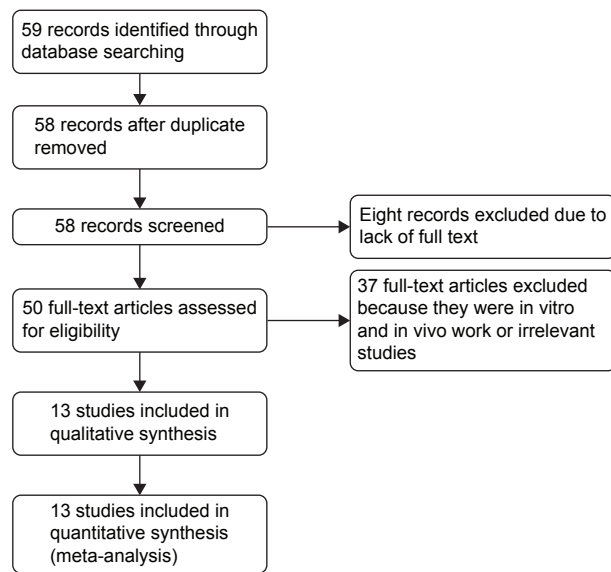 59 records identified through
database searching
58 records after duplicate
removed
58 records screened
Eight records excluded due to
lack of full text
50 full-text articles assessed
for eligibility
37 full-text articles excluded
because they were in vitro
and in vivo work or irrelevant
studies
13 studies included in
qualitative synthesis
13 studies included in
quantitative synthesis
(meta-analysis)